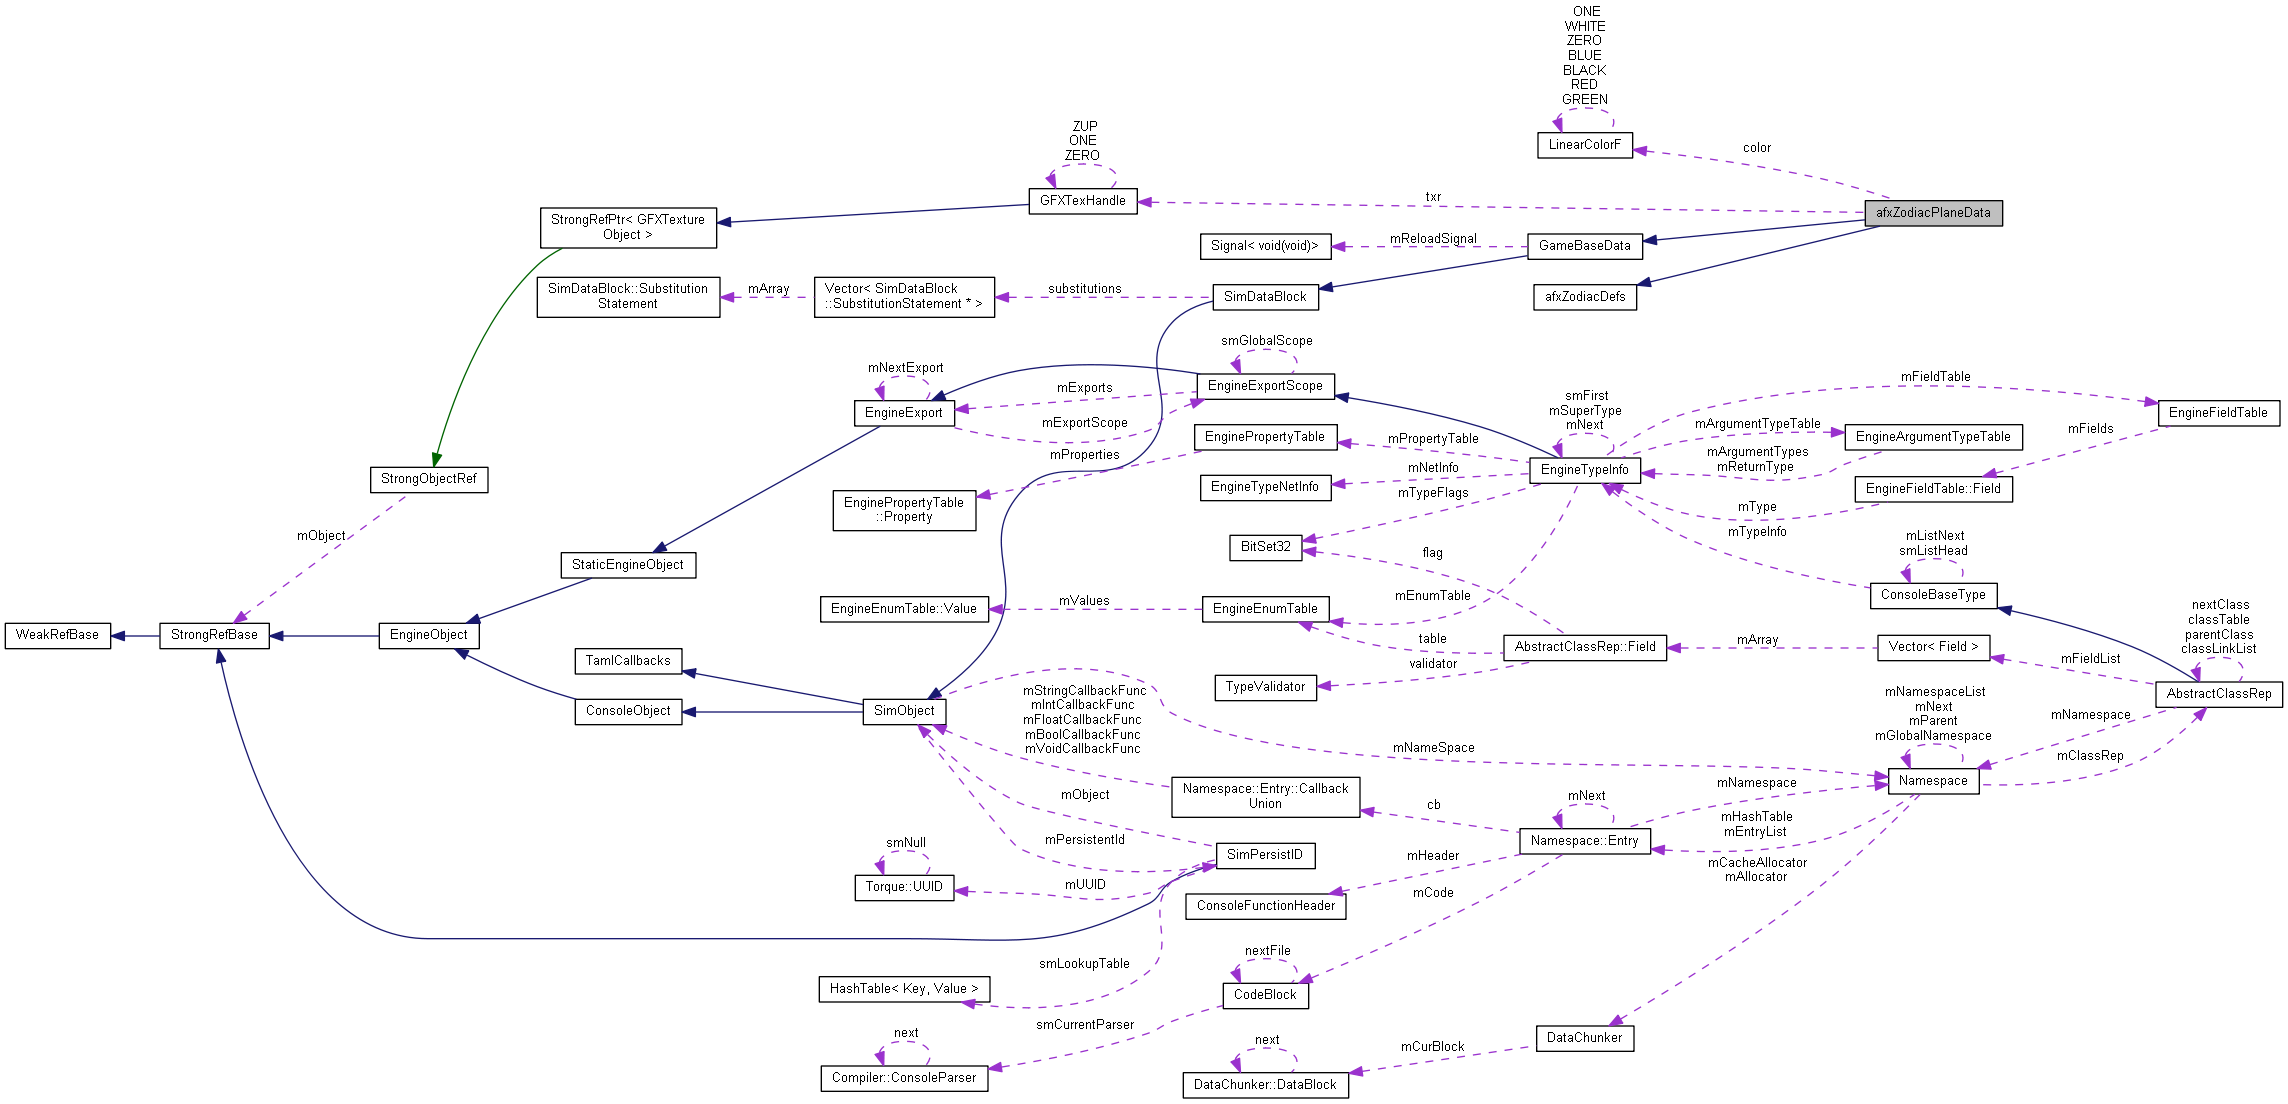 ONE
WHITE
ZERO
BLUE
BLACK
RED
GREEN
ZUP
ONE
ZERO
LinearColorF
color
GFXTexHandle
txr
afxZodiacPlaneData
StrongRefPtr< GFXTexture
Object >
Signal< void(void)>
mReloadSignal
GameBaseData
SimDataBlock::Substitution
Statement
mArray
Vector< SimDataBlock
::SubstitutionStatement * >
substitutions
SimDataBlock
afxZodiacDefs
smGlobalScope
mNextExport
EngineExport
mExports
mExportScope
EngineExportScope
smFirst
mSuperType
mNext
mFieldTable
EngineFieldTable
EnginePropertyTable
mPropertyTable
mArgumentTypeTable
EngineArgumentTypeTable
mFields
mProperties
mArgumentTypes
mReturnType
StrongObjectRef
EngineTypeNetInfo
mNetInfo
EngineTypeInfo
EngineFieldTable::Field
EnginePropertyTable
::Property
mTypeFlags
mType
mTypeInfo
mObject
BitSet32
flag
mListNext
smListHead
StaticEngineObject
ConsoleBaseType
EngineEnumTable::Value
mValues
EngineEnumTable
mEnumTable
nextClass
classTable
parentClass
classLinkList
WeakRefBase
StrongRefBase
EngineObject
table
validator
AbstractClassRep::Field
mArray
Vector< Field >
mFieldList
TamlCallbacks
TypeValidator
AbstractClassRep
ConsoleObject
SimObject
mStringCallbackFunc
mIntCallbackFunc
mFloatCallbackFunc
mBoolCallbackFunc
mVoidCallbackFunc
mNameSpace
mNamespaceList
mNext
mParent
mGlobalNamespace
mNamespace
mClassRep
Namespace
Namespace::Entry::Callback
Union
cb
mNext
mNamespace
mObject
mHashTable
mEntryList
mPersistentId
SimPersistID
Namespace::Entry
smNull
mHeader
mCacheAllocator
mAllocator
Torque::UUID
mUUID
ConsoleFunctionHeader
mCode
smLookupTable
nextFile
HashTable< Key, Value >
CodeBlock
smCurrentParser
next
Compiler::ConsoleParser
next
DataChunker::DataBlock
mCurBlock
DataChunker